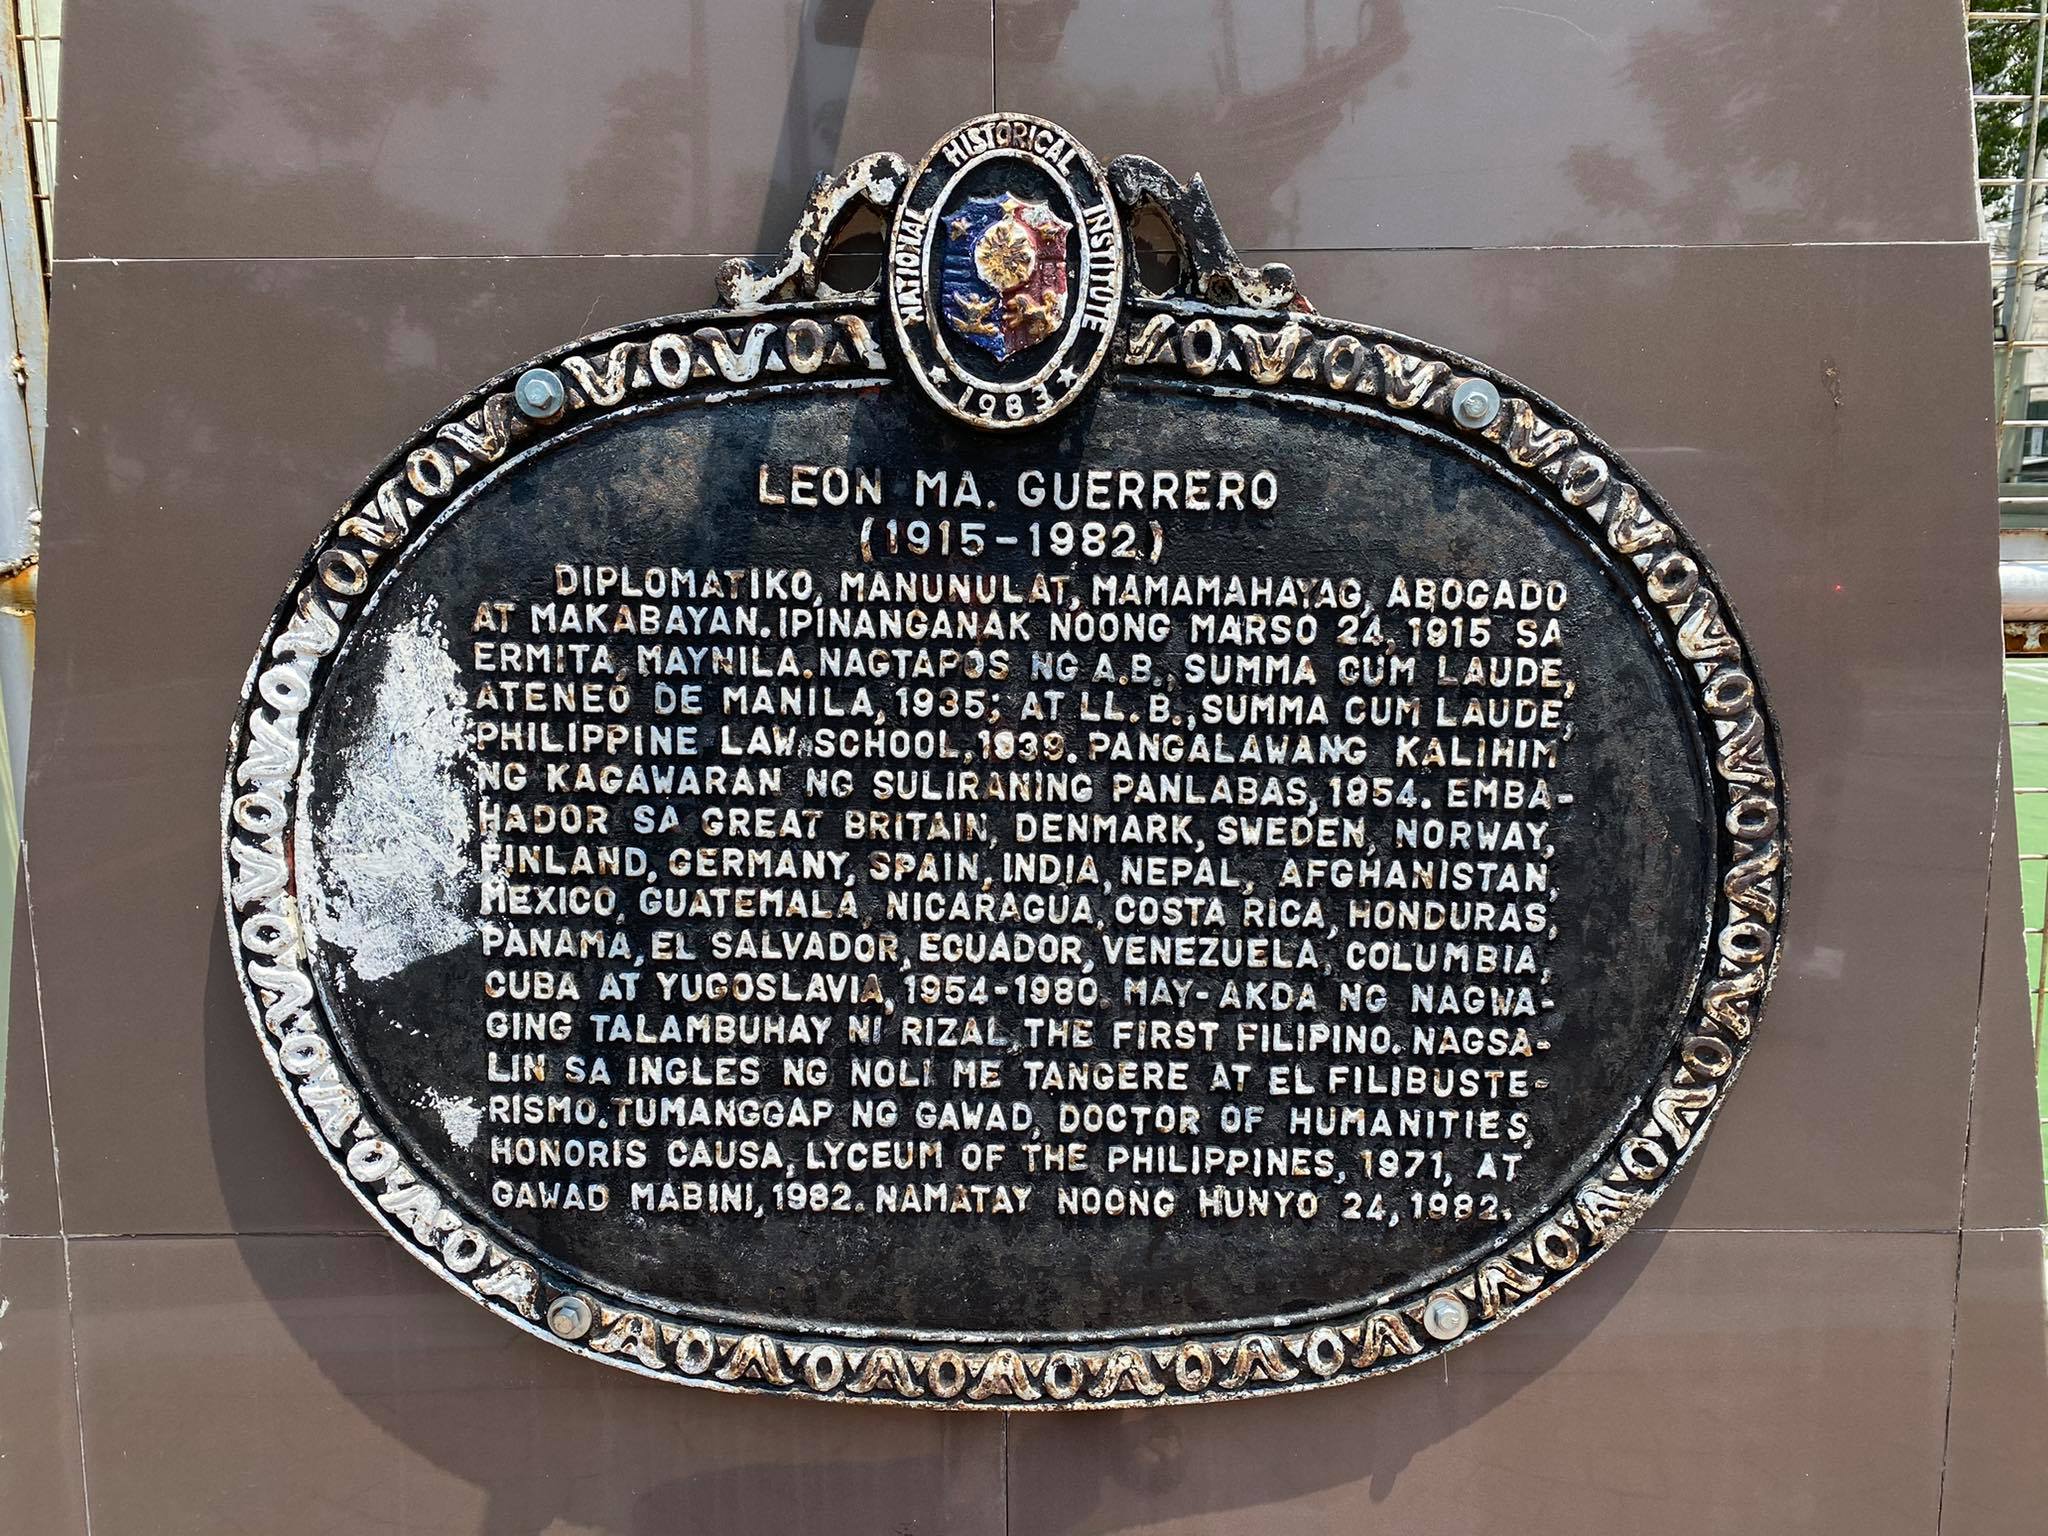 NATIONAL HISTORICAL INSTITUTE
1983
LEON MA. GUERRERO
(1915-1982)
DIPLOMATIKO, MANUNULAT, MAMAMAHAYAG, ABOGADO
AT MAKABAYAN. IPINANGANAK NOONG MARSO 24, 1915 SA
ERMITA, MAYNILA. NAGTAPOS NG A.B., SUMMA CUM LAUDE,
ATENEO DE MANILA, 1935; AT LL.B., SUMMA CUM LAUDE,
PHILIPPINE LAW SCHOOL, 1939. PANGALAWANG KALIHIM
NG KAGAWARAN NG SULIRANING PANLABAS, 1954. EMBA-
HADOR SA GREAT BRITAIN, DENMARK, SWEDEN, NORWAY,
FINLAND, GERMANY, SPAIN, INDIA, NEPAL, AFGHANISTAN,
MEXICO, GUATEMALA, NICARAGUA, COSTA RICA, HONDURAS,
PANAMA, EL SALVADOR, ECUADOR, VENEZUELA, COLUMBIA,
CUBA AT YUGOSLAVIA, 1954-1980. MAY-AKDA NG NAGWA-
GING TALAMBUHAY NI RIZAL, THE FIRST FILIPINO. NAGSA-
LIN SA INGLES NG NOLI ME TANGERE AT EL FILIBUSTE-
RISMO. TUMANGGAP NG GAWAD, DOCTOR OF HUMANITIES,
HONORIS CAUSA, LYCEUM OF THE PHILIPPINES, 1971, AT
GAWAD MABINI, 1982. NAMATAY NOONG HUNYO 24, 1982.